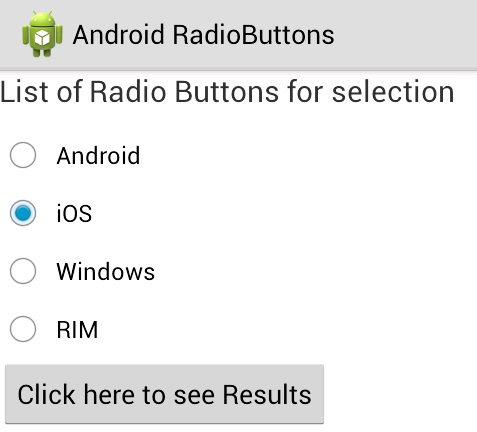 Android RadioButtons
List of Radio Buttons for selection
Android
iOS
Windows
RIM
Click here to see Results